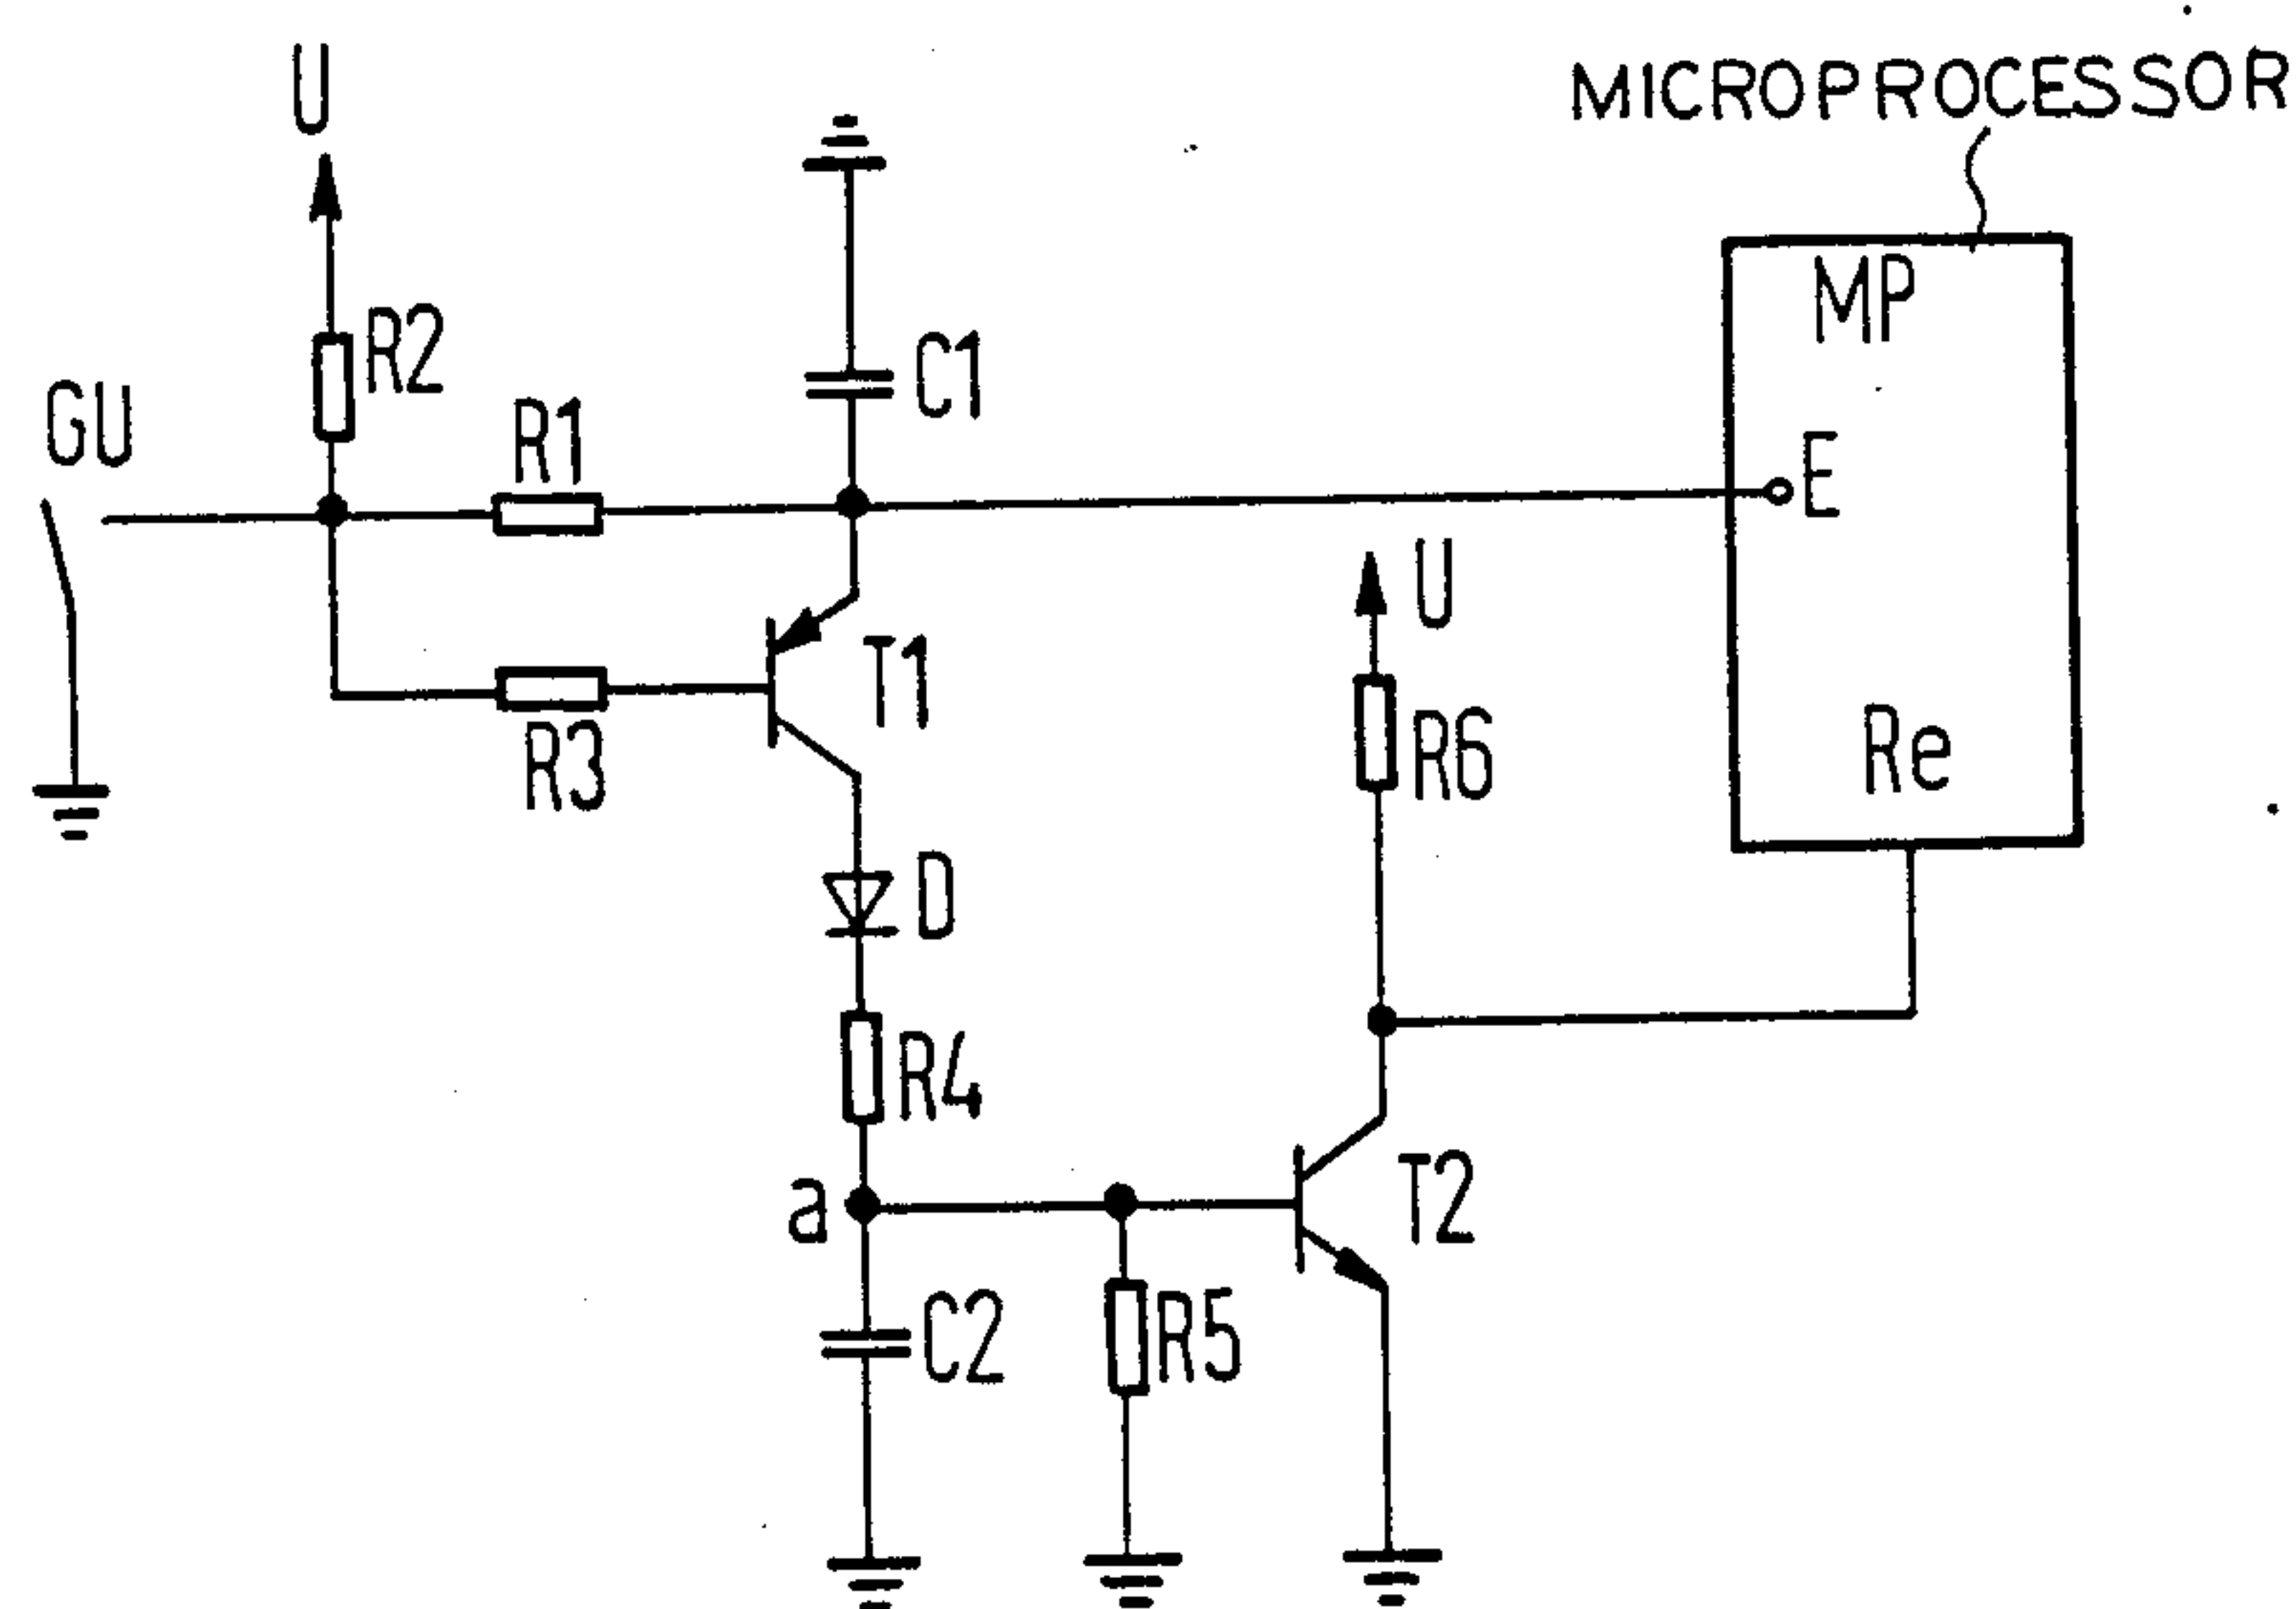 U
MICROPROCESSOR
R2
C1
MP
GU
R1
E
U
T1
R6
Re
R3
D
R4
a
T2
C2
R5